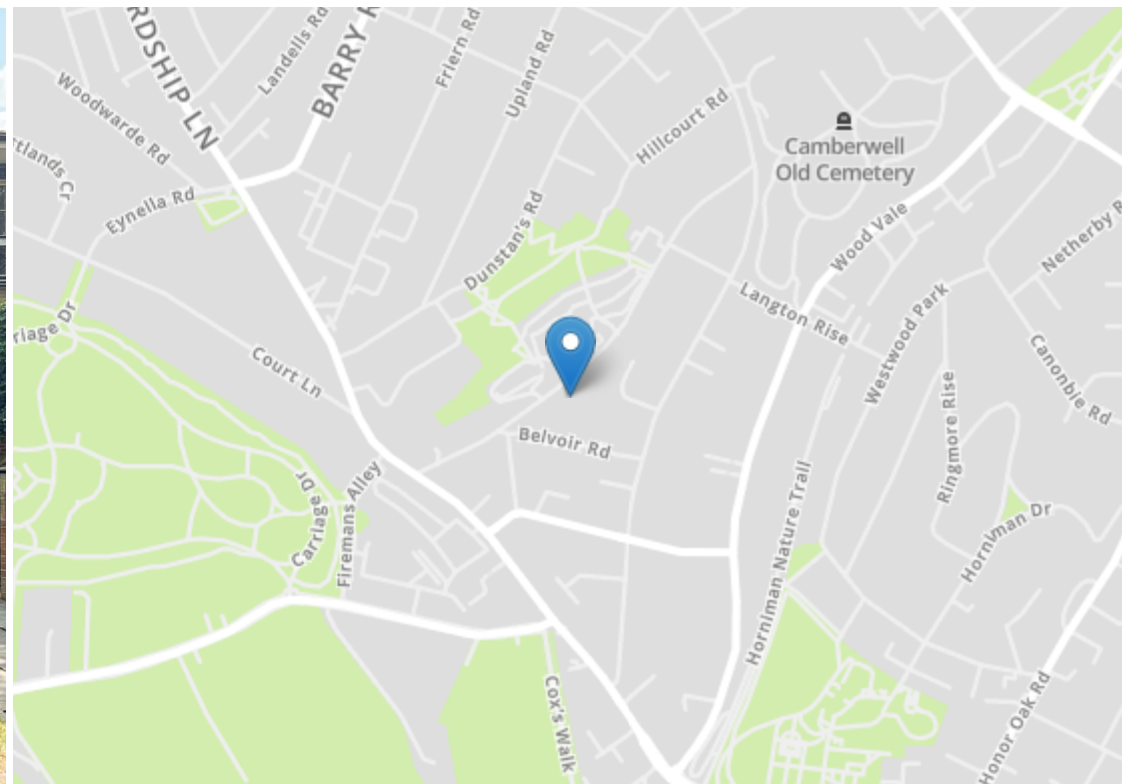 RDSHIP LN
Landells Rd
BARRY R
Friern Rd
Upland Rd
Woodwarde Rd
rtlands Cr
Eynella Rd
Hillcourt Rd
Camberwell
Old Cemetery
Dunstan's Rd
Wood Vale
Netherby R
Langton Rise
Westwood Park
Canonbie Rd
rriage Dr
Court Ln
Ringmore Rise
Belvoir Rd
Carriage Dr
Firemans Alley
Horniman Nature Trail
Horniman Dr
Cox's Walk
Honor Oak Rd